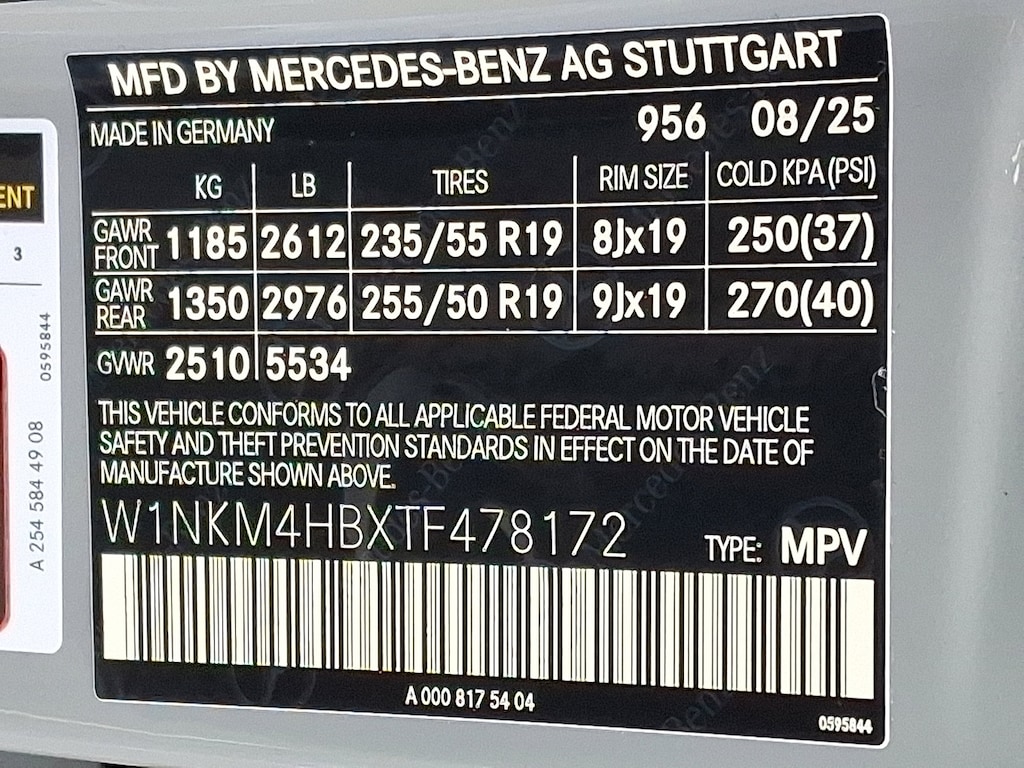 MFD BY MERCEDES-BENZ AG STUTTGART
MADE IN GERMANY 956 08/25
KG LB TIRES RIM SIZE COLD KPA (PSI)
GAWR FRONT 1185 2612 235/55 R19 8Jx19 250(37)
GAWR REAR 1350 2976 255/50 R19 9Jx19 270(40)
GVWR 2510 5534
THIS VEHICLE CONFORMS TO ALL APPLICABLE FEDERAL MOTOR VEHICLE
SAFETY AND THEFT PREVENTION STANDARDS IN EFFECT ON THE DATE OF
MANUFACTURE SHOWN ABOVE.
W1NKM4HBXTF478172 TYPE: MPV
A 000 817 54 04
0595844
ENT
3
0595844
A 254 584 49 08